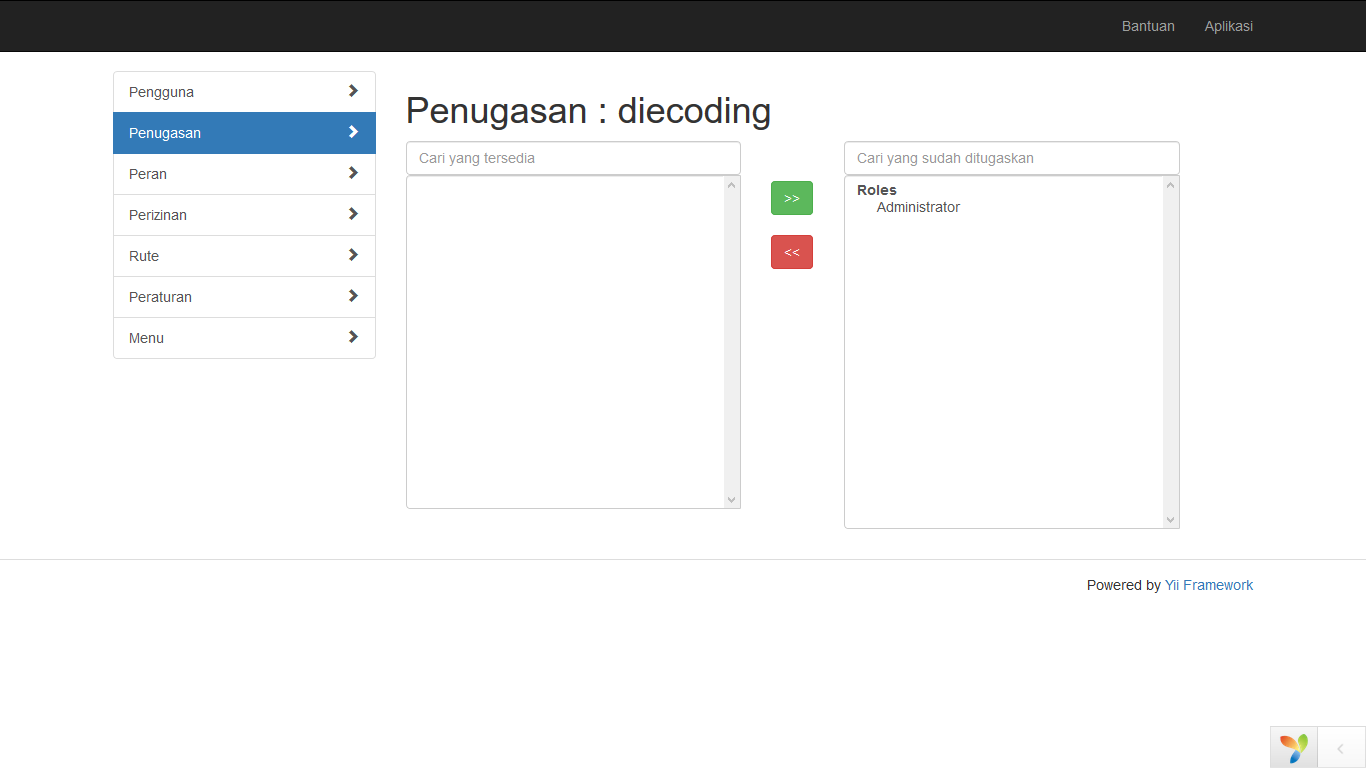 Bantuan Aplikasi
Pengguna
Penugasan
Peran
Perizinan
Rute
Peraturan
Menu
Penugasan : diecoding
Cari yang tersedia
>>
<<
Cari yang sudah ditugaskan
Roles
Administrator
Powered by Yii Framework